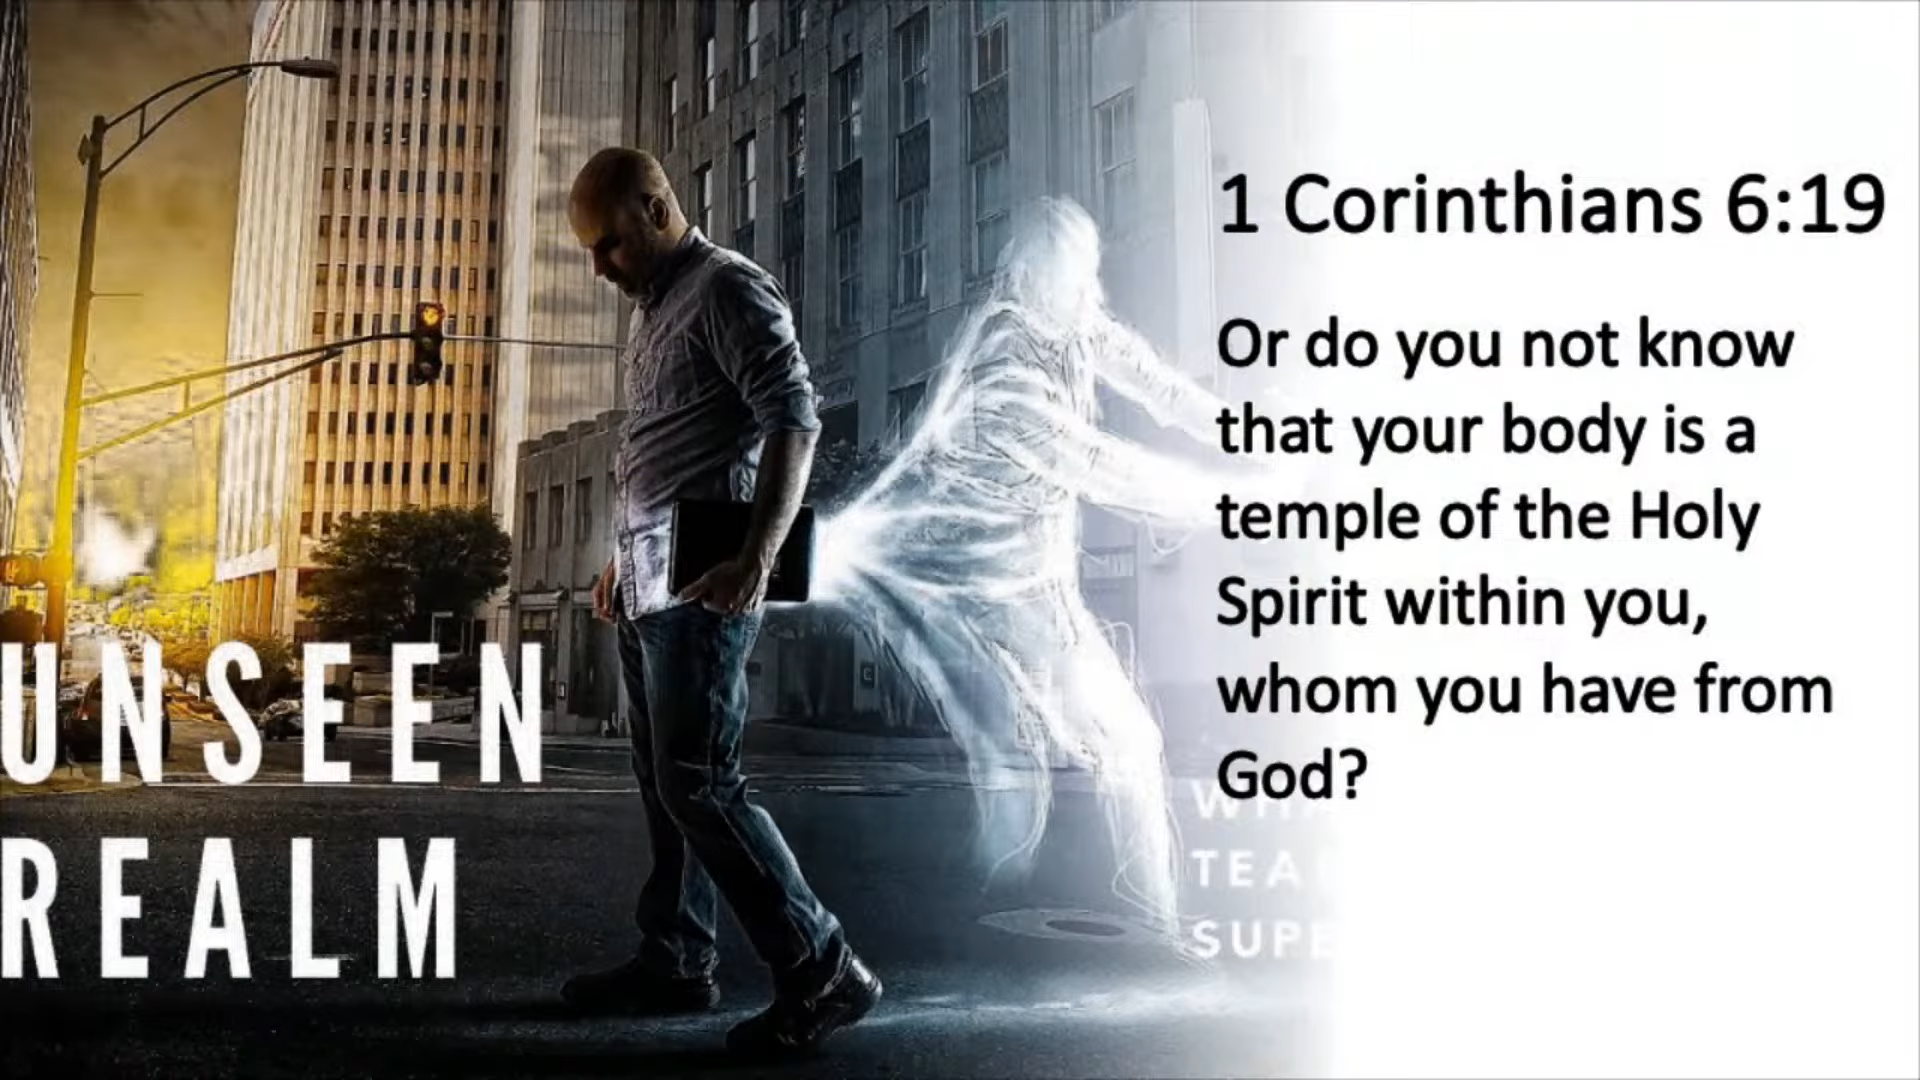 UNSEEN
REALM
1 Corinthians 6:19
Or do you not know
that your body is a
temple of the Holy
Spirit within you,
whom you have from
God?